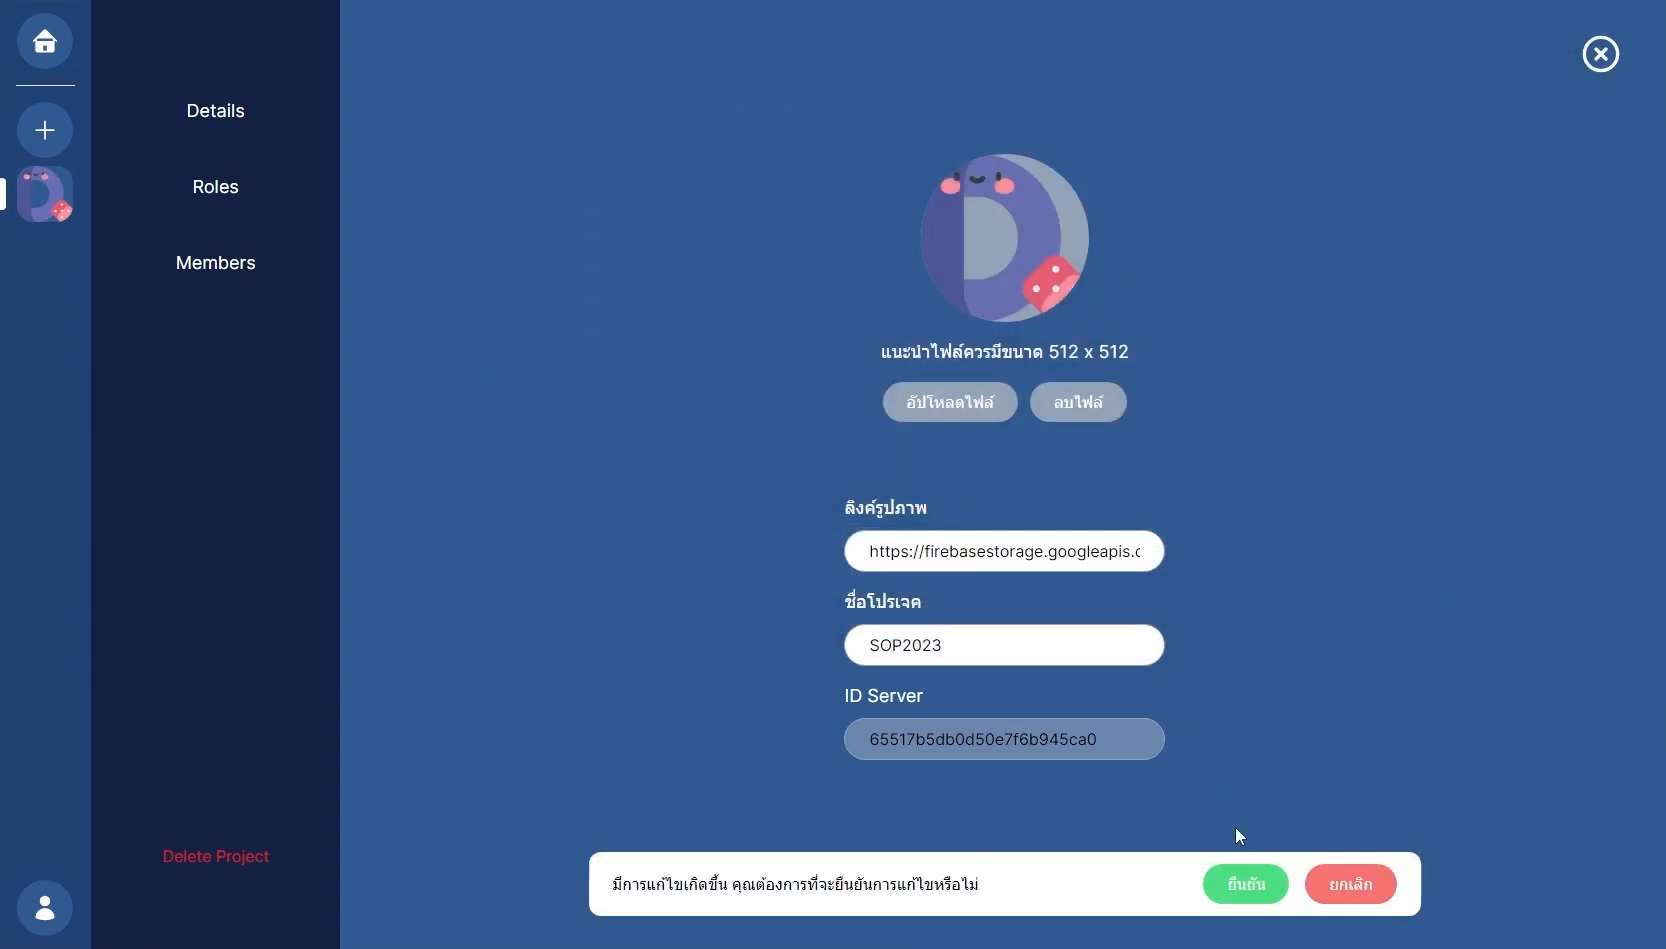 Details
Roles
Members
Delete Project
แนะนำไฟล์ควรมีขนาด 512 x 512
อัปโหลดไฟล์
ลบไฟล์
ลิงค์รูปภาพ
https://firebasestorage.googleapis.c
ชื่อโปรเจค
SOP2023
ID Server
65517b5db0d50e7f6b945ca0
มีการแก้ไขเกิดขึ้น คุณต้องการที่จะยืนยันการแก้ไขหรือไม่
ยืนยัน
ยกเลิก